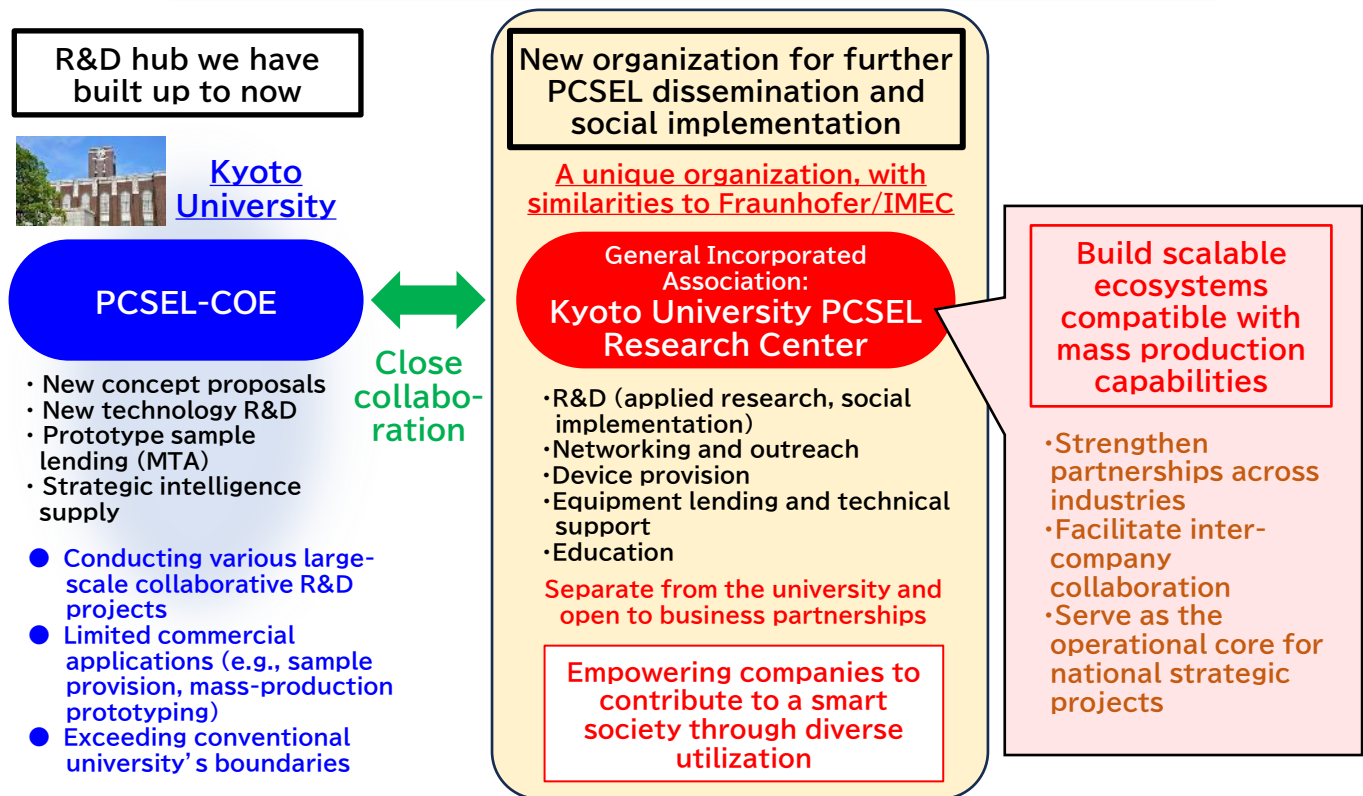 R&D hub we have
built up to now
Kyoto
University
PCSEL-COE
・New concept proposals
・New technology R&D
・Prototype sample
lending (MTA)
・Strategic intelligence
supply
● Conducting various large-
scale collaborative R&D
projects
● Limited commercial
applications (e.g., sample
provision, mass-production
prototyping)
● Exceeding conventional
university's boundaries
Close
collabo-
ration
New organization for further
PCSEL dissemination and
social implementation
A unique organization, with
similarities to Fraunhofer/IMEC
General Incorporated
Association:
Kyoto University PCSEL
Research Center
・R&D (applied research, social
implementation)
・Networking and outreach
・Device provision
・Equipment lending and technical
support
・Education
Separate from the university and
open to business partnerships
Empowering companies to
contribute to a smart
society through diverse
utilization
Build scalable
ecosystems
compatible with
mass production
capabilities
・Strengthen
partnerships across
industries
・Facilitate inter-
company
collaboration
・Serve as the
operational core for
national strategic
projects